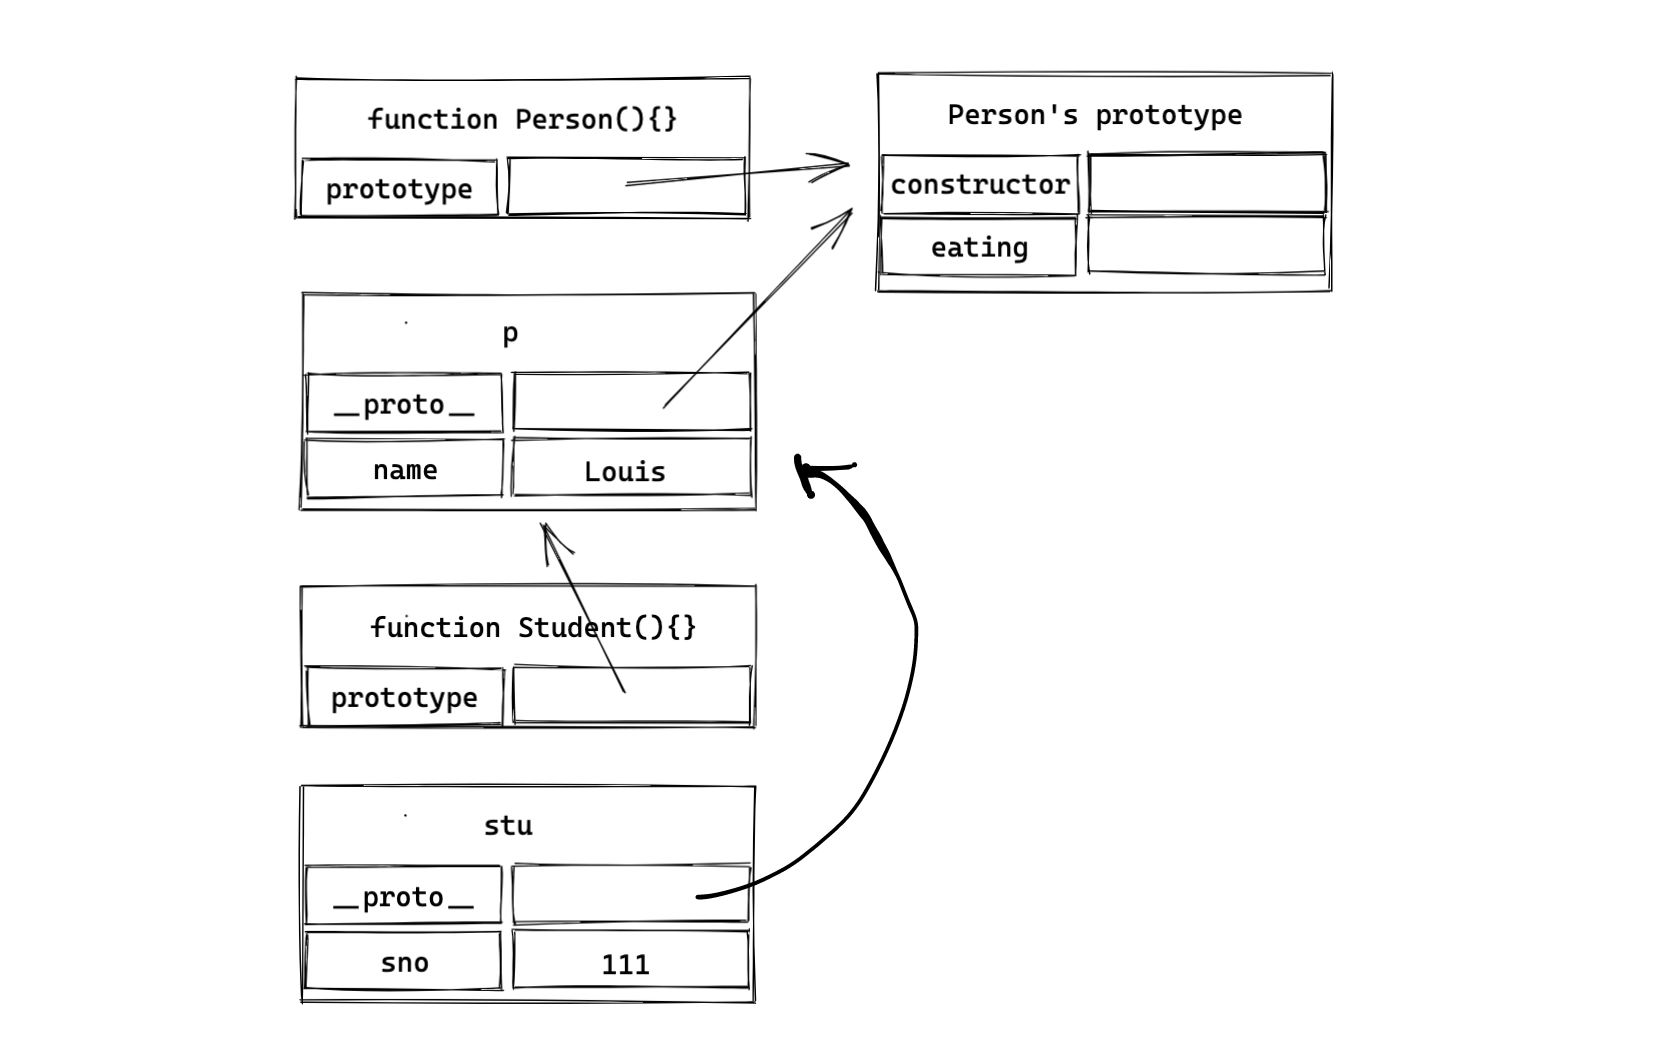 function Person(){}
prototype
Person's prototype
constructor
eating
p
__proto__
name Louis
function Student(){}
prototype
stu
__proto__
sno 111